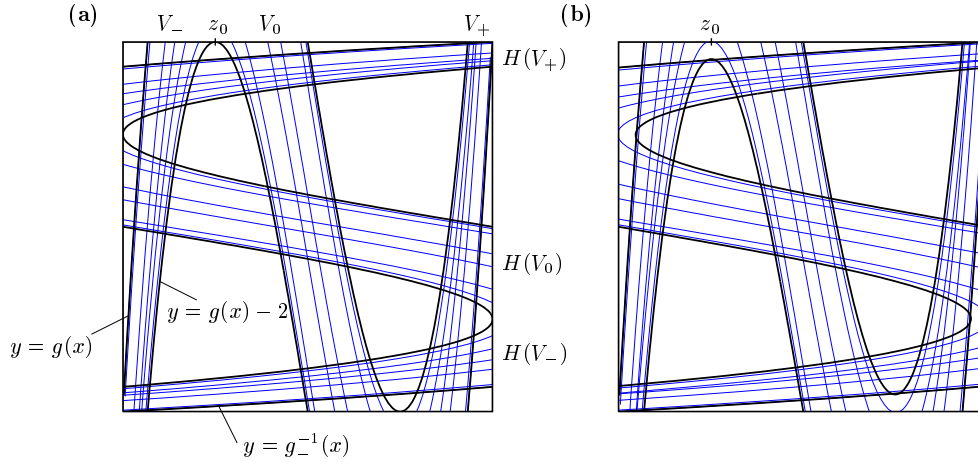 (a) V₋ z₀ V₀ V₊ (b) z₀
H(V₊)
H(V₀)
y = g(x) − 2
y = g(x)
H(V₋)
y = g₋⁻¹(x)